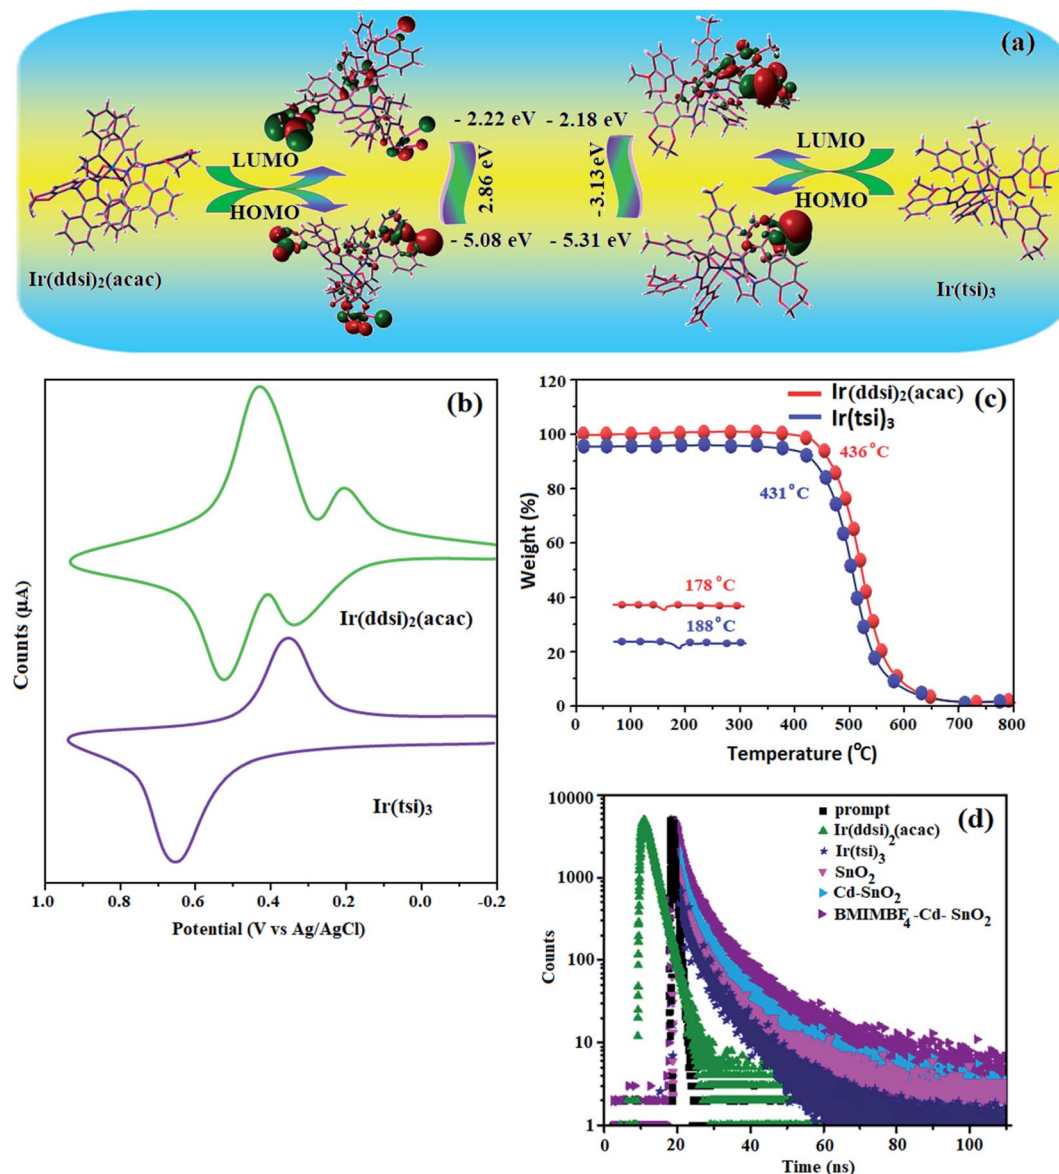 (a)
- 2.22 eV
- 2.18 eV
LUMO
HOMO
2.86 eV
-3.13eV
LUMO
HOMO
- 5.08 eV
- 5.31 eV
Ir(ddsi)2(acac)
Ir(tsi)3
(b)
Ir(ddsi)2(acac)
Ir(tsi)3
Counts (µA)
1.0 0.8 0.6 0.4 0.2 0.0 -0.2
Potential (V vs Ag/AgCl)
(c)
Ir(ddsi)2(acac)
Ir(tsi)3
436°C
431°C
178°C
188°C
Weight (%)
120
100
80
60
40
20
0
0 100 200 300 400 500 600 700 800
Temperature (°C)
(d)
prompt
Ir(ddsi)2(acac)
Ir(tsi)3
SnO2
Cd-SnO2
BMIMBF4-Cd- SnO2
Counts
10000
1000
100
10
1
0 20 40 60 80 100
Time (ns)